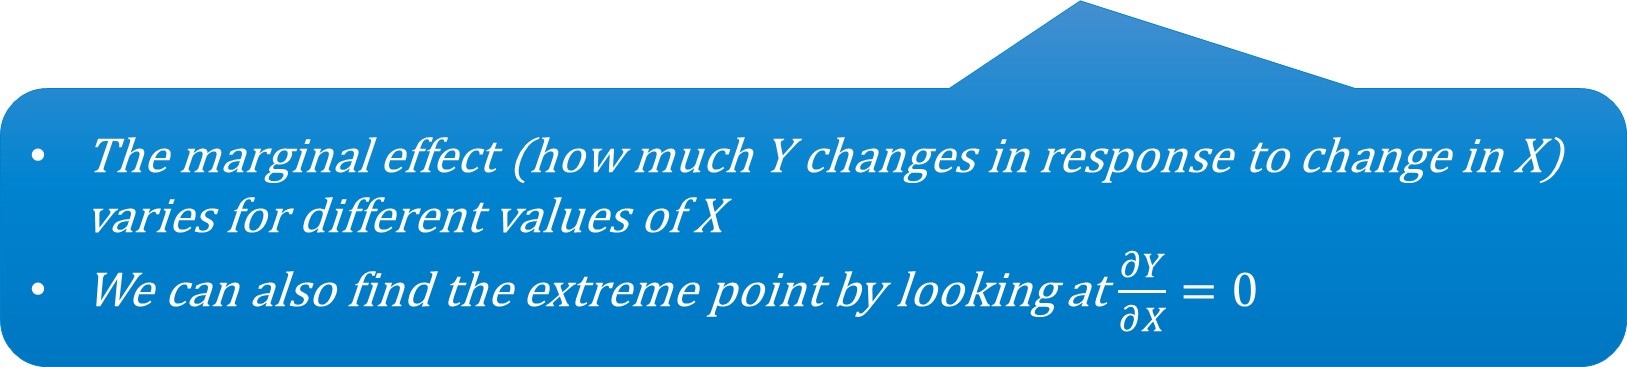 • The marginal effect (how much Y changes in response to change in X)
varies for different values of X
• We can also find the extreme point by looking at ∂Y/∂X = 0